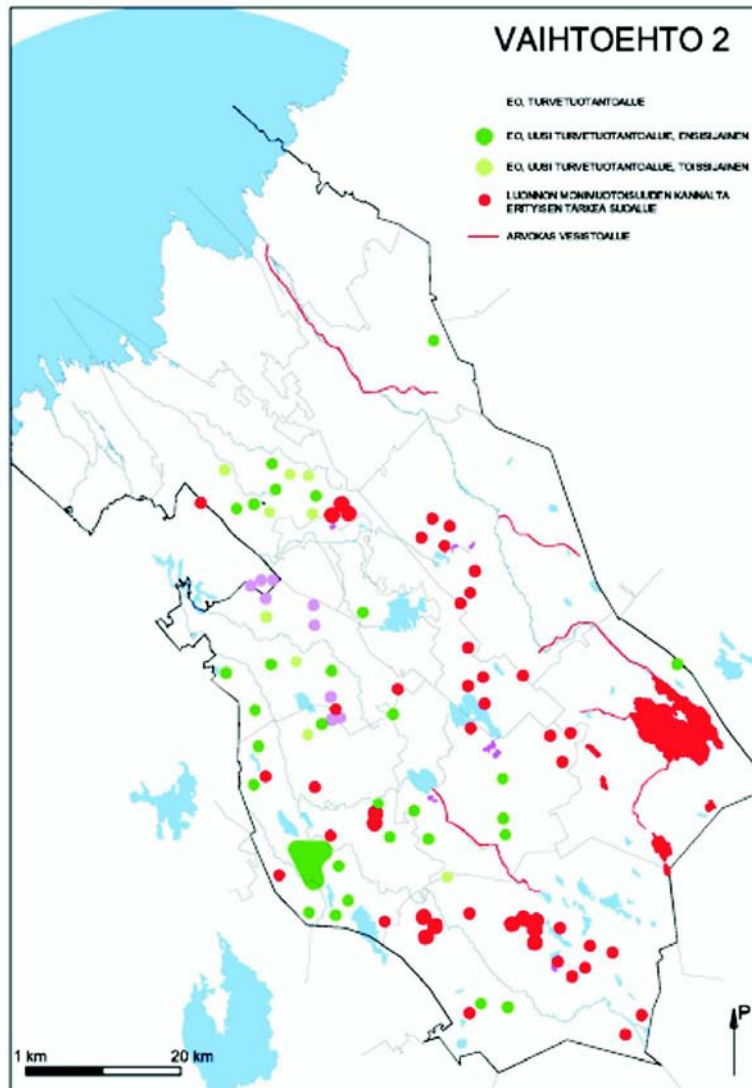 VAIHTOEHTO 2
EO, TURVETUOTANTOALUE
EO, UUSI TURVETUOTANTOALUE, ENSISIJAINEN
EO, UUSI TURVETUOTANTOALUE, TOISSIJAINEN
LUONNON MONIMUOTOISUUDEN KANNALTA
ERITYISEN TÄRKEÄ SUOALUE
ARVOKAS VESISTÖALUE
P
1 km 20 km